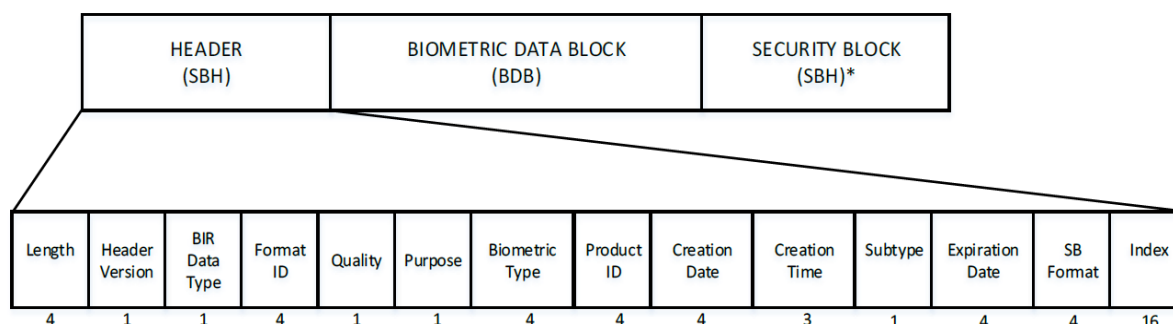 HEADER
(SBH)
BIOMETRIC DATA BLOCK
(BDB)
SECURITY BLOCK
(SBH)*
Length
Header
Version
BIR
Data
Type
Format
ID
Quality
Purpose
Biometric
Type
Product
ID
Creation
Date
Creation
Time
Subtype
Expiration
Date
SB
Format
Index
4 1 1 4 1 1 4 4 4 3 1 4 4 16